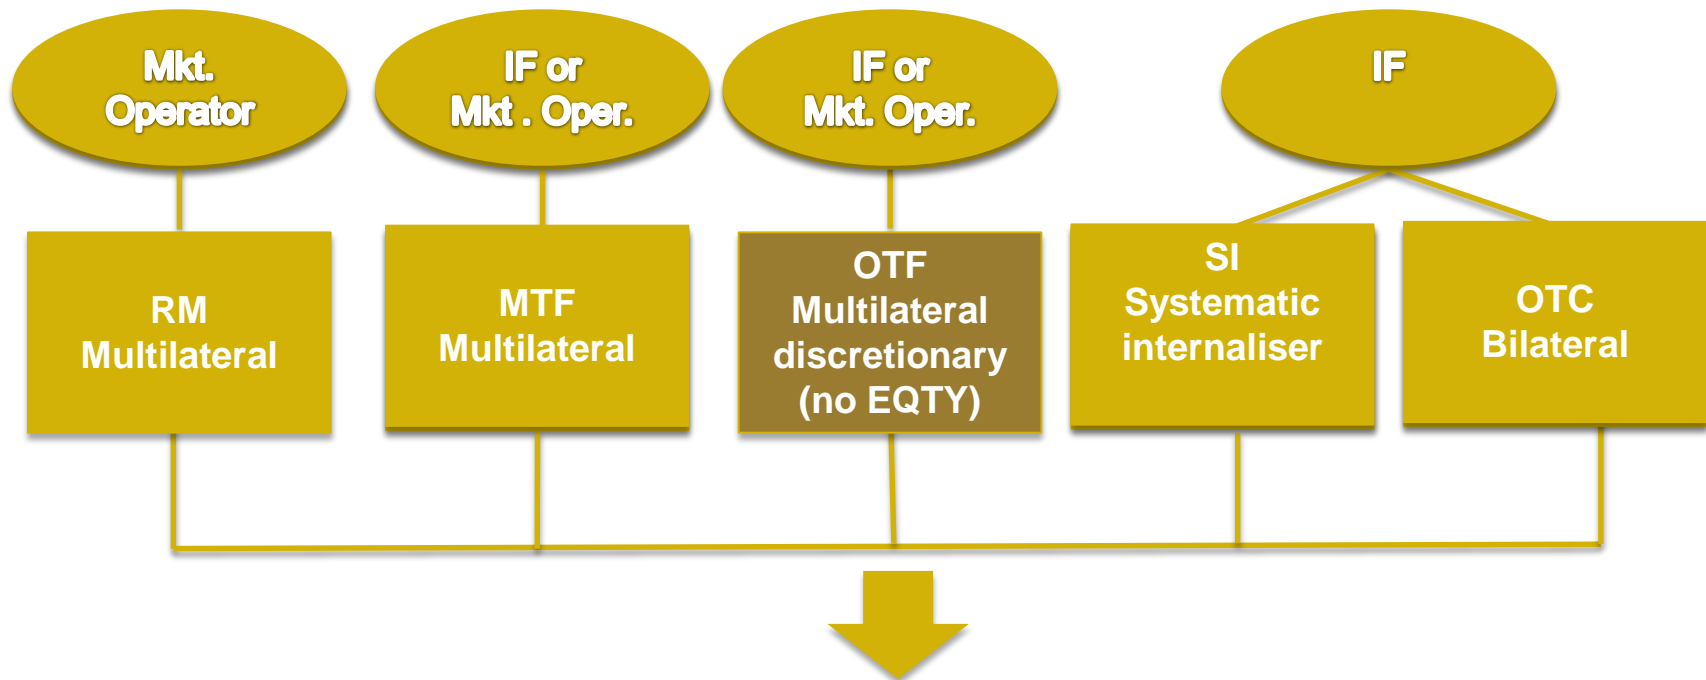 Mkt.
Operator
IF or
Mkt . Oper.
IF or
Mkt. Oper.
IF
RM
Multilateral
MTF
Multilateral
OTF
Multilateral
discretionary
(no EQTY)
SI
Systematic
internaliser
OTC
Bilateral